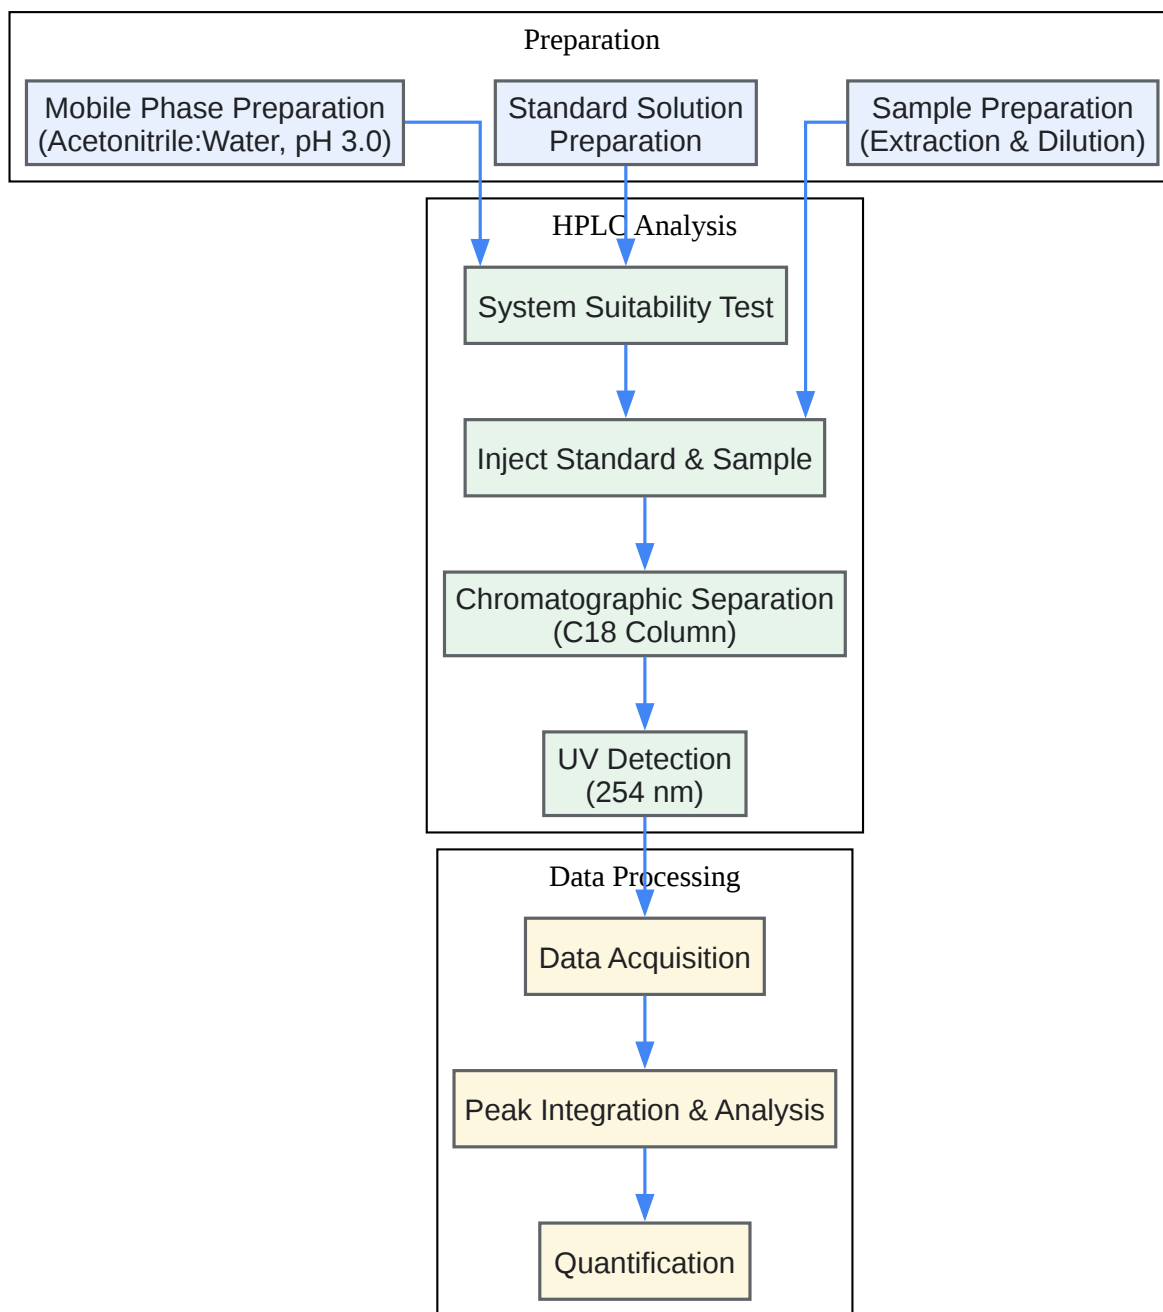 Preparation
Mobile Phase Preparation
(Acetonitrile:Water, pH 3.0)
Standard Solution
Preparation
Sample Preparation
(Extraction & Dilution)
HPLC Analysis
System Suitability Test
Inject Standard & Sample
Chromatographic Separation
(C18 Column)
UV Detection
(254 nm)
Data Processing
Data Acquisition
Peak Integration & Analysis
Quantification